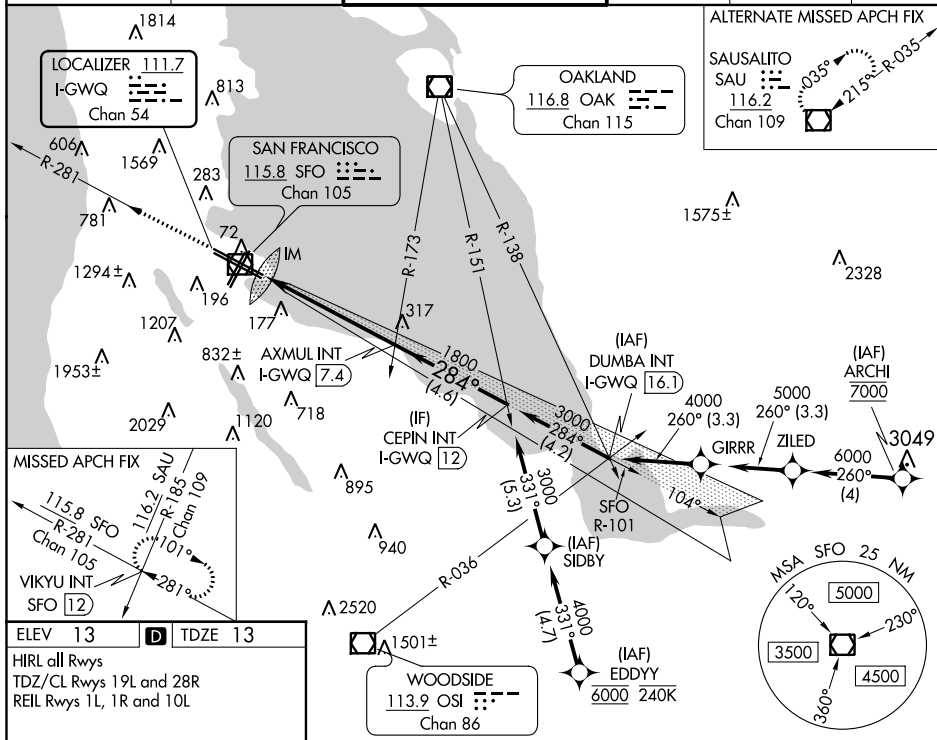 1814
LOCALIZER 111.7
I-GWQ
Chan 54
813
606
1569
R-281
781
283
SAN FRANCISCO
115.8 SFO
Chan 105
OAKLAND
116.8 OAK
Chan 115
ALTERNATE MISSED APCH FIX
SAUSALITO
SAU
116.2
Chan 109
035°
215°
R-035
72
IM
R-173
R-151
R-138
1575±
2328
1294±
196
177
317
1207
832±
1953±
718
2029
1120
AXMUL INT
I-GWQ 7.4
1800
284°
(4.6)
(IF)
CEPIN INT
I-GWQ 12
3000
284°
(4.2)
(IAF)
DUMBA INT
I-GWQ 16.1
4000
260° (3.3)
GIRRR
5000
260° (3.3)
ZILED
(IAF)
ARCHI
7000
3049
6000
260°
(4)
104°
SFO
R-101
3000
331°
(5.3)
(IAF)
SIDBY
R-036
4000
331°
(4.7)
(IAF)
EDDYY
6000 240K
895
940
2520
1501±
WOODSIDE
113.9 OSI
Chan 86
MISSED APCH FIX
115.8 SFO
R-281
Chan 105
116.2 SAU
R-185
Chan 109
101°
281°
VIKYU INT
SFO 12
ELEV 13 D TDZE 13
HIRL all Rwys
TDZ/CL Rwys 19L and 28R
REIL Rwys 1L, 1R and 10L
MSA SFO 25 NM
120°
5000
230°
3500
4500
360°